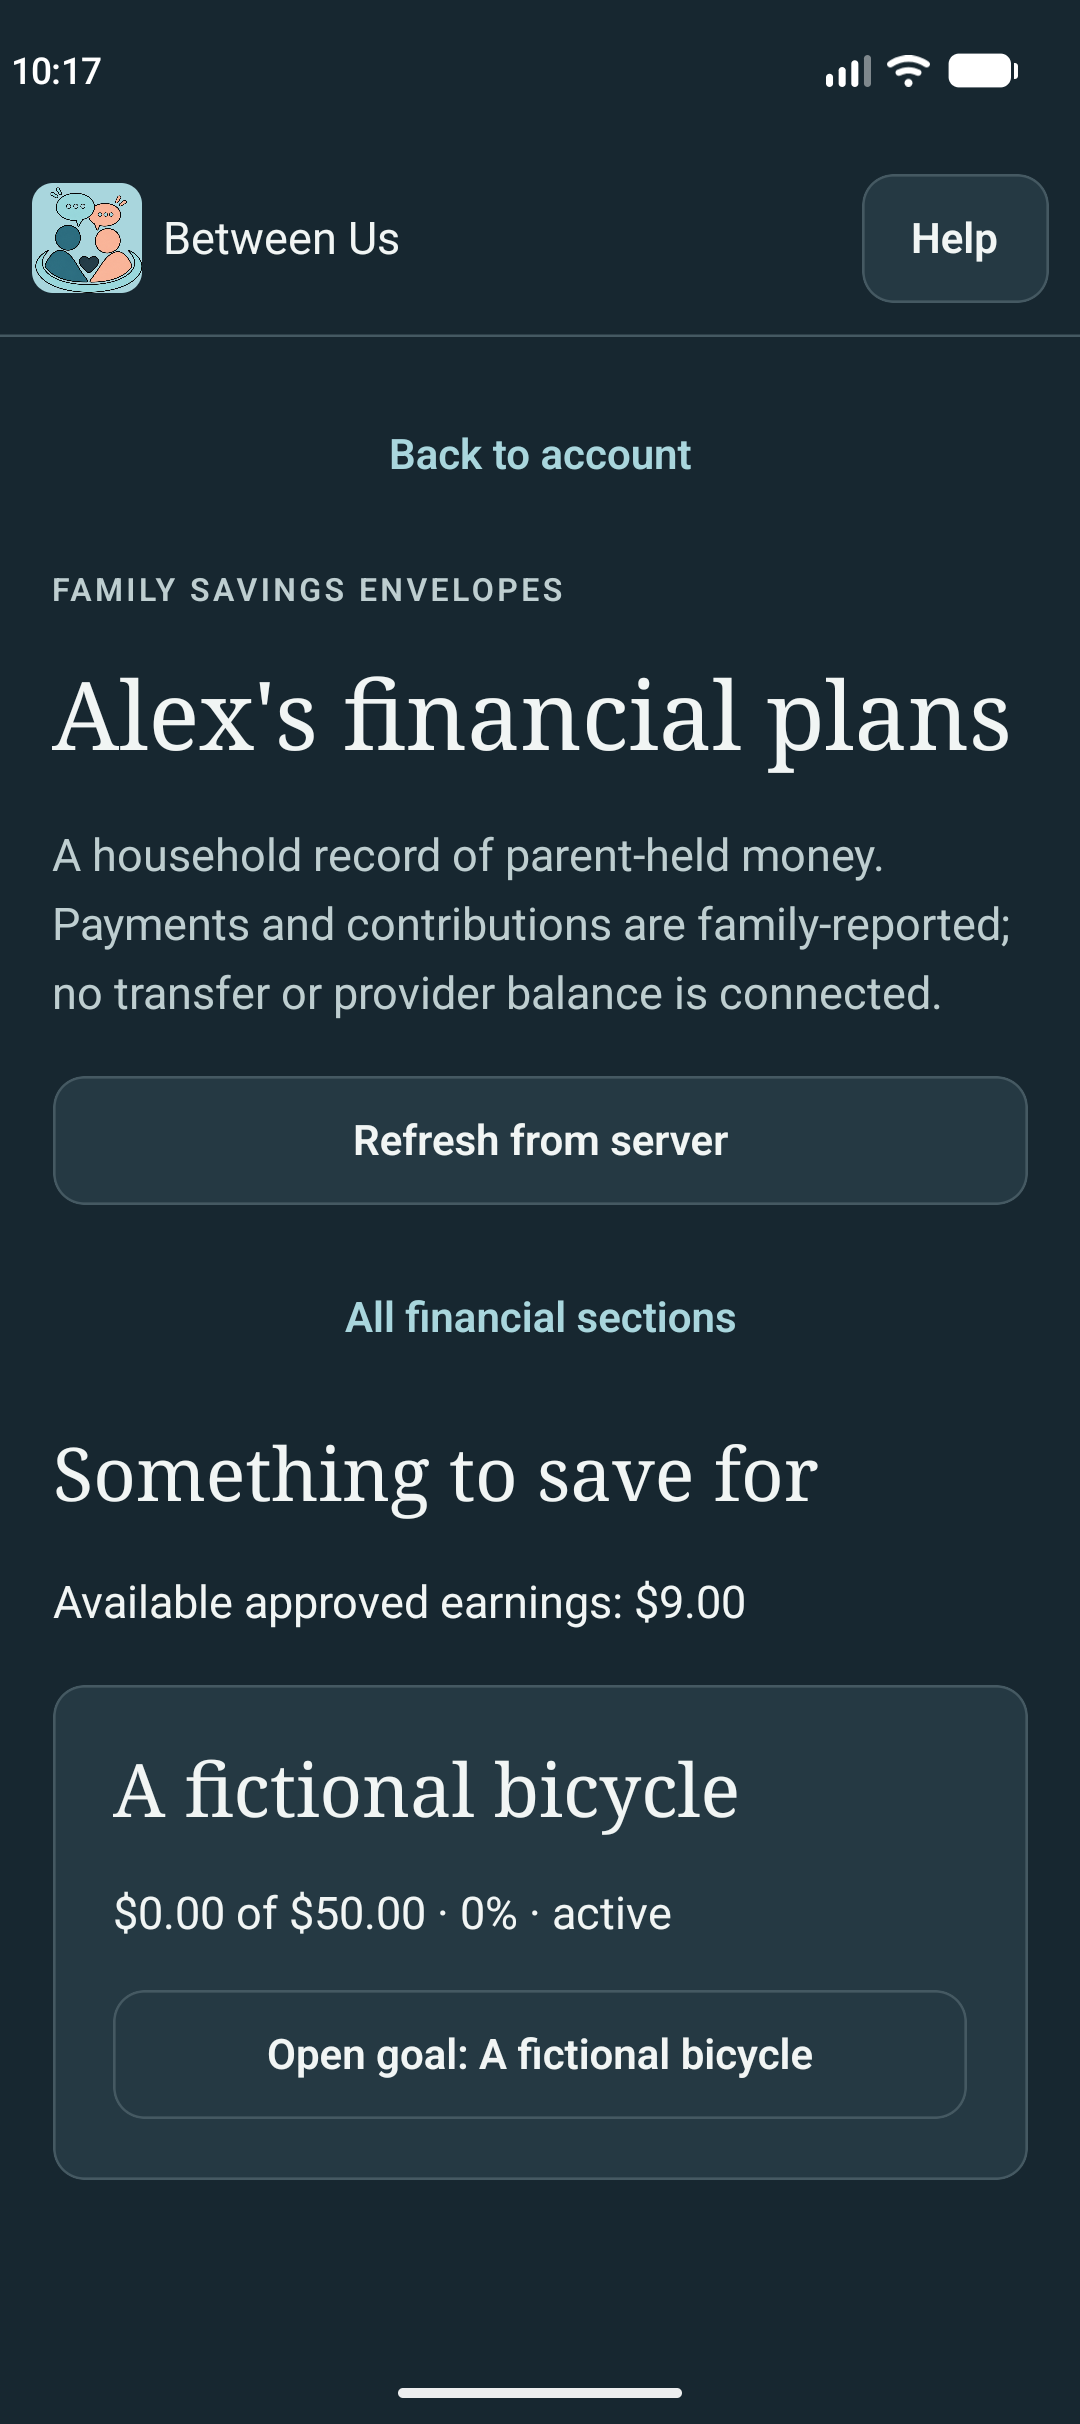 10:17
Between Us
Help
Back to account
FAMILY SAVINGS ENVELOPES
Alex's financial plans
A household record of parent-held money.
Payments and contributions are family-reported;
no transfer or provider balance is connected.
Refresh from server
All financial sections
Something to save for
Available approved earnings: $9.00
A fictional bicycle
$0.00 of $50.00 · 0% · active
Open goal: A fictional bicycle